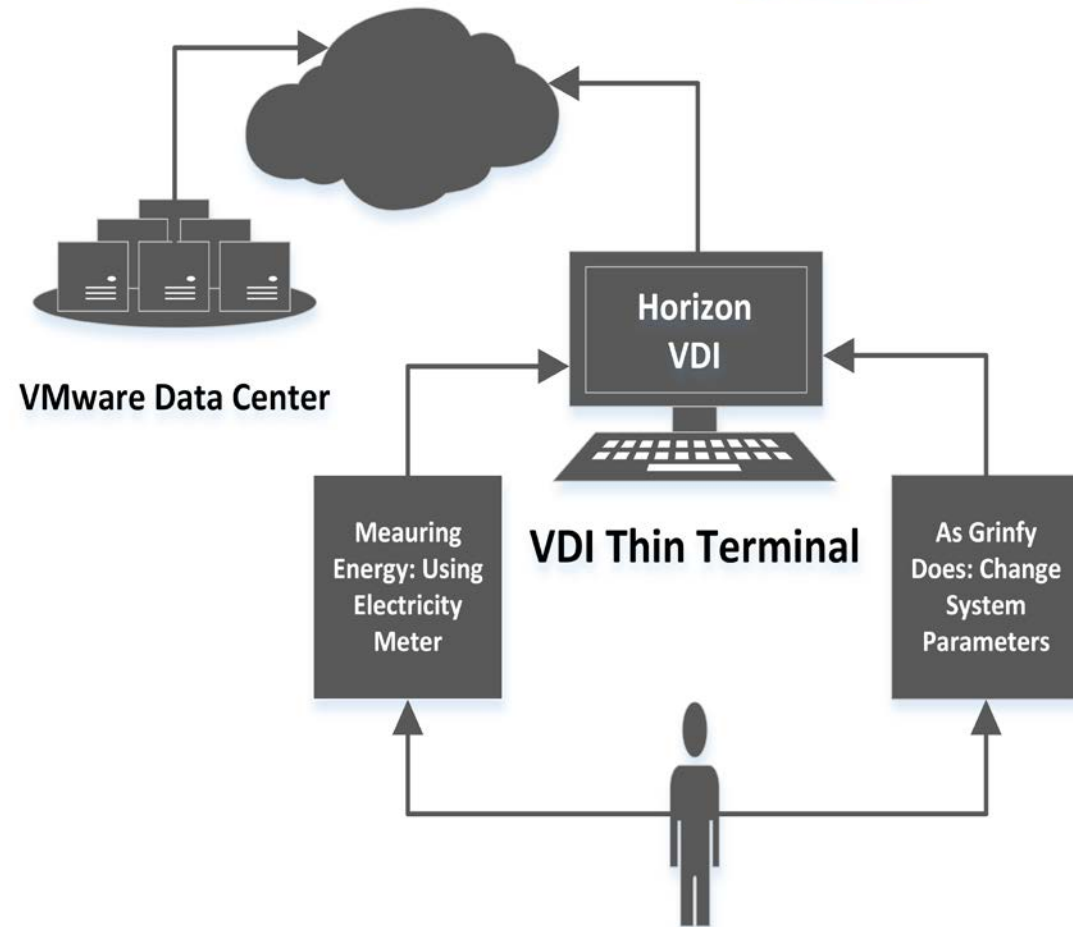 Horizon
VDI
VMware Data Center
VDI Thin Terminal
Meauring
Energy: Using
Electricity
Meter
As Grinfy
Does: Change
System
Parameters